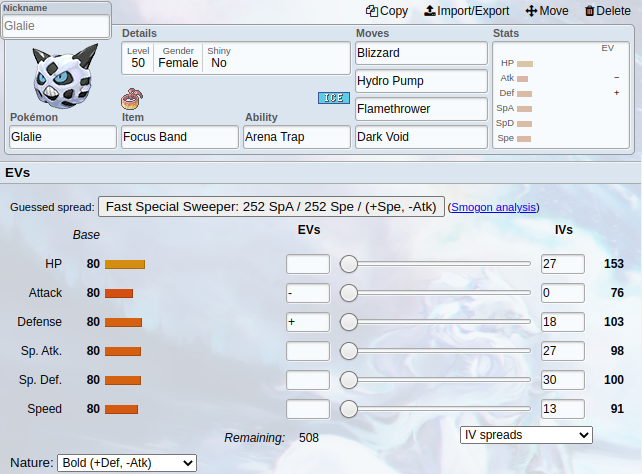 Nickname
Glalie
Copy Import/Export Move Delete
Details
Level Gender Shiny
50 Female No
ICE
Pokémon Item Ability
Glalie Focus Band Arena Trap
Moves
Blizzard
Hydro Pump
Flamethrower
Dark Void
Stats
EV
HP
Atk −
Def +
SpA
SpD
Spe
EVs
Guessed spread: Fast Special Sweeper: 252 SpA / 252 Spe / (+Spe, -Atk) (Smogon analysis)
Base EVs IVs
HP 80 27 153
Attack 80 - 0 76
Defense 80 + 18 103
Sp. Atk. 80 27 98
Sp. Def. 80 30 100
Speed 80 13 91
Remaining: 508 IV spreads
Nature: Bold (+Def, -Atk)